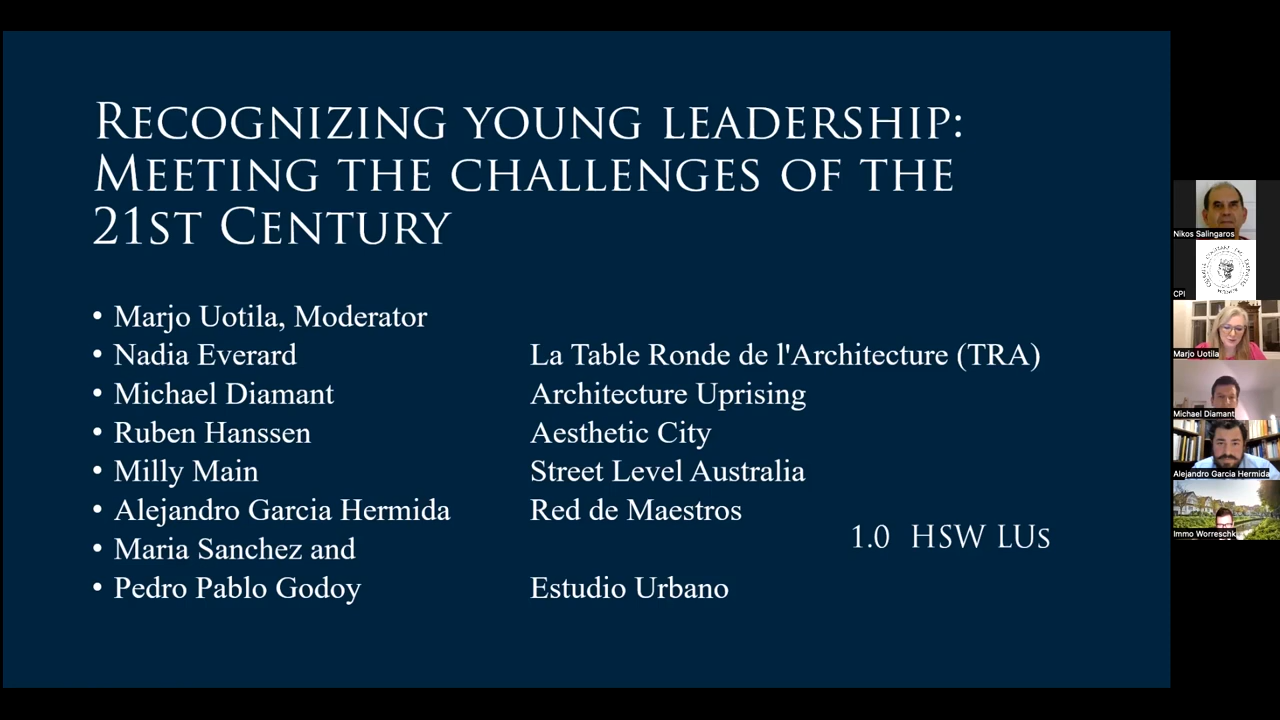 Recognizing young leadership:
Meeting the challenges of the
21st Century
• Marjo Uotila, Moderator
• Nadia Everard La Table Ronde de l'Architecture (TRA)
• Michael Diamant Architecture Uprising
• Ruben Hanssen Aesthetic City
• Milly Main Street Level Australia
• Alejandro Garcia Hermida Red de Maestros
• Maria Sanchez and
• Pedro Pablo Godoy Estudio Urbano
1.0 HSW LUs
Nikos Salingaros
CPI
Marjo Uotila
Michael Diamant
Alejandro Garcia Hermida
Immo Worreschk